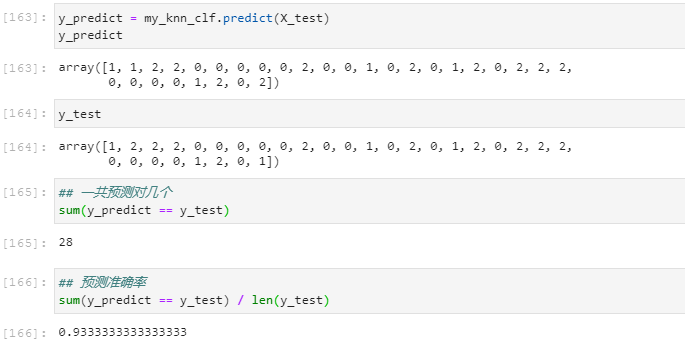 [163]: y_predict = my_knn_clf.predict(X_test)
y_predict
[163]: array([1, 1, 2, 2, 0, 0, 0, 0, 0, 2, 0, 0, 1, 0, 2, 0, 1, 2, 0, 2, 2, 2,
0, 0, 0, 0, 1, 2, 0, 2])
[164]: y_test
[164]: array([1, 2, 2, 2, 0, 0, 0, 0, 0, 2, 0, 0, 1, 0, 2, 0, 1, 2, 0, 2, 2, 2,
0, 0, 0, 0, 1, 2, 0, 1])
[165]: ## 一共预测对几个
sum(y_predict == y_test)
[165]: 28
[166]: ## 预测准确率
sum(y_predict == y_test) / len(y_test)
[166]: 0.9333333333333333